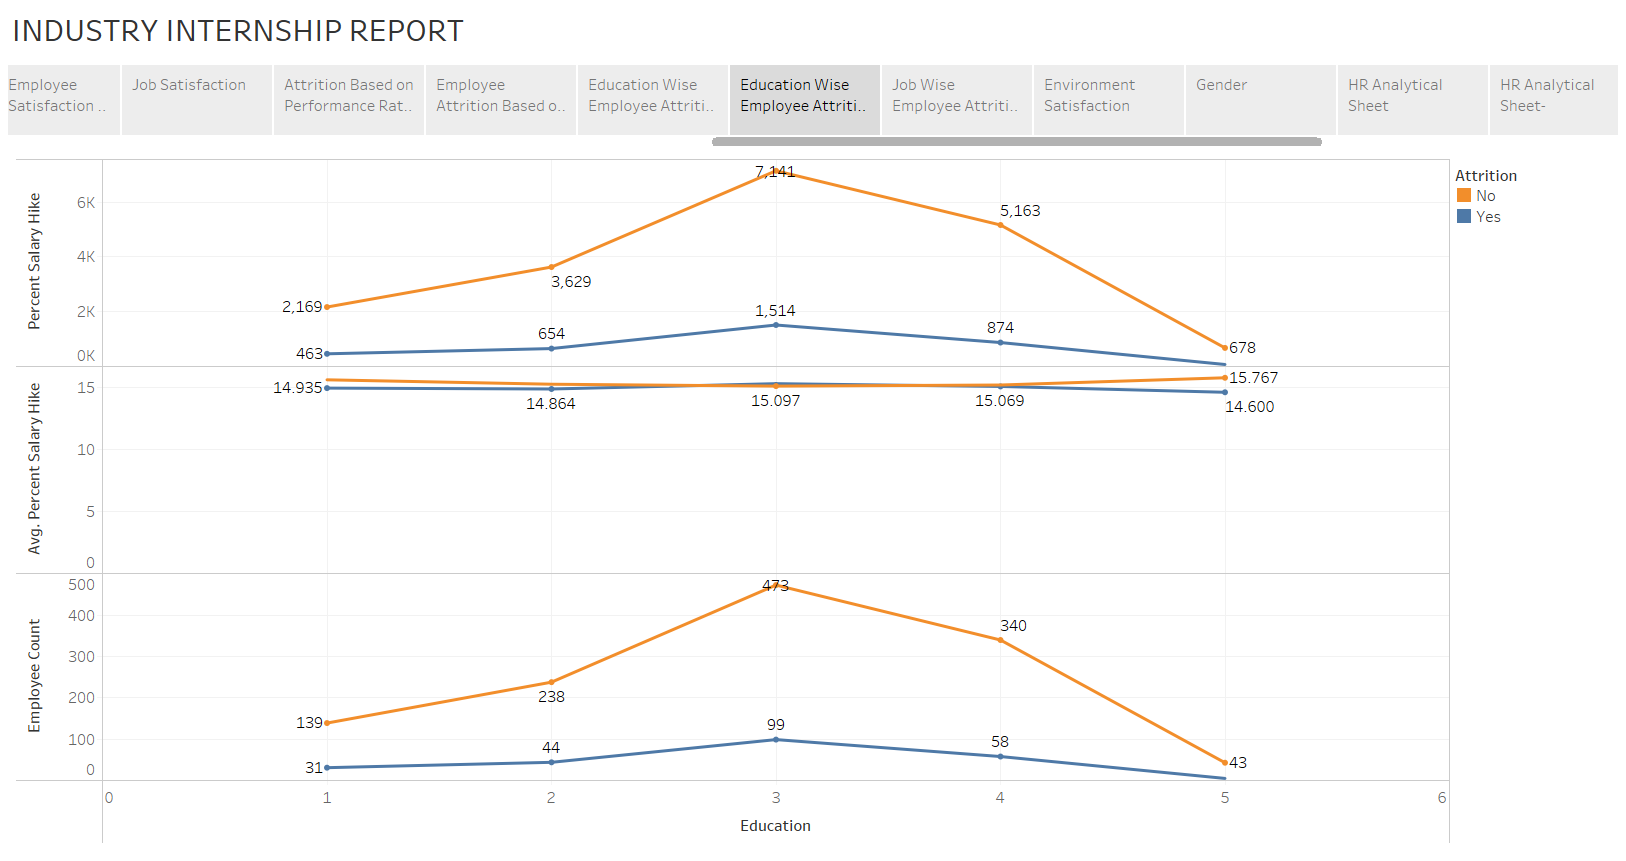 INDUSTRY INTERNSHIP REPORT
Employee
Satisfaction ..
Job Satisfaction
Attrition Based on
Performance Rat..
Employee
Attrition Based o..
Education Wise
Employee Attriti..
Education Wise
Employee Attriti..
Job Wise
Employee Attriti..
Environment
Satisfaction
Gender
HR Analytical
Sheet
HR Analytical
Sheet-
Attrition
No
Yes
Percent Salary Hike
6K
4K
2K
0K
2,169
3,629
7,141
5,163
678
463
654
1,514
874
Avg. Percent Salary Hike
15
10
5
0
14.935
14.864
15.097
15.069
15.767
14.600
Employee Count
500
400
300
200
100
0
139
238
473
340
43
31
44
99
58
0
1
2
3
4
5
6
Education